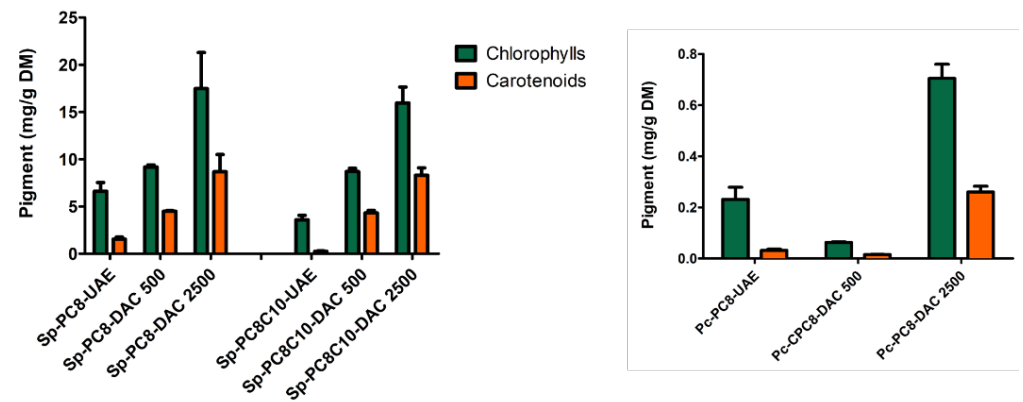 25
20
15
10
5
0
Pigment (mg/g DM)
Sp-PC8-UAE
Sp-PC8-DAC 500
Sp-PC8-DAC 2500
Sp-PC8C10-UAE
Sp-PC8C10-DAC 500
Sp-PC8C10-DAC 2500
Chlorophylls
Carotenoids
0.8
0.6
0.4
0.2
0.0
Pigment (mg/g DM)
Pc-PC8-UAE
Pc-CPC8-DAC 500
Pc-PC8-DAC 2500